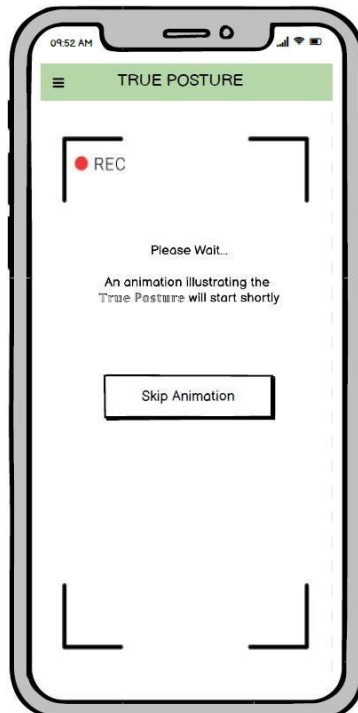 09:52 AM
TRUE POSTURE
REC
Please Wait...
An animation illustrating the
True Posture will start shortly
Skip Animation